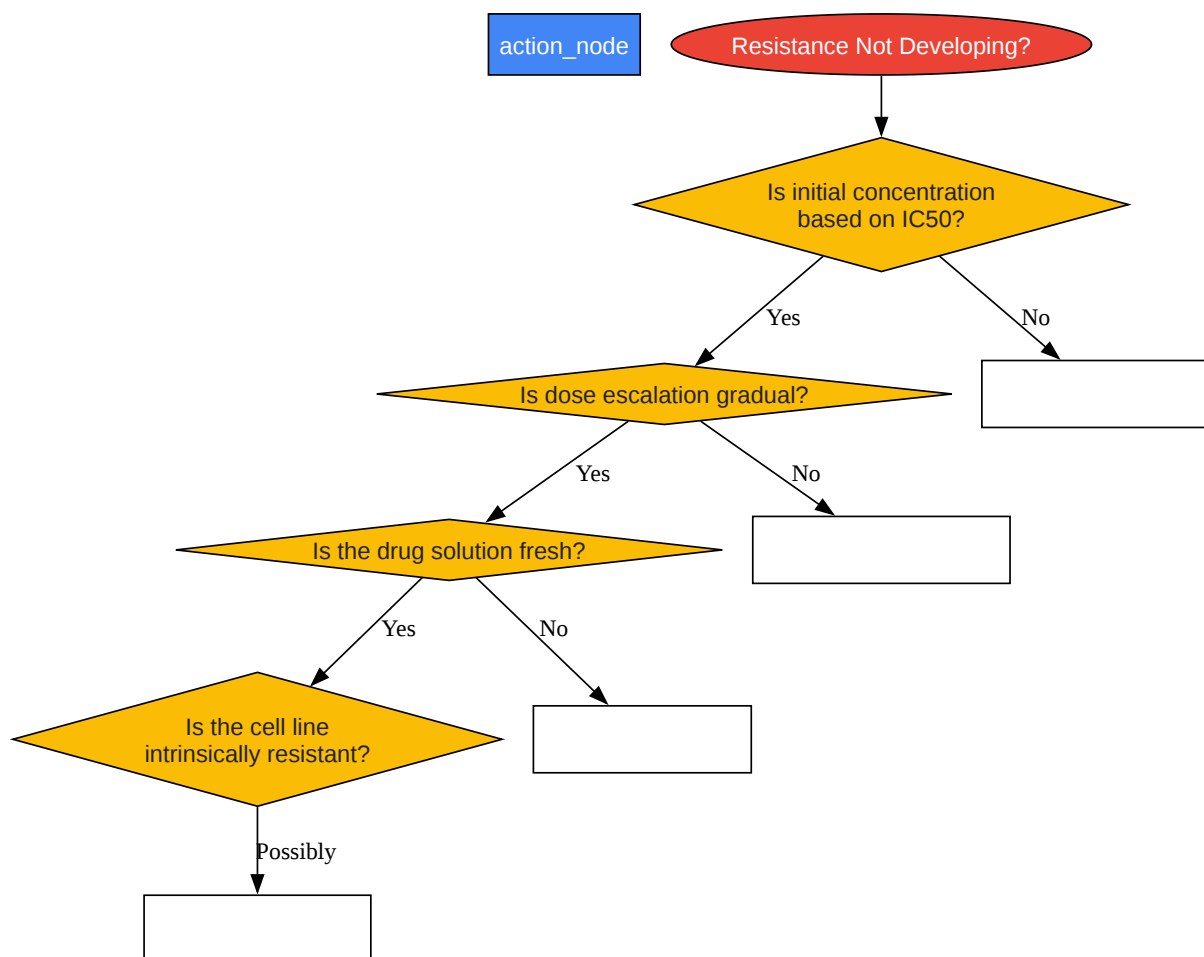 action_node
Resistance Not Developing?
Is initial concentration
based on IC50?
Yes
No
Is dose escalation gradual?
Yes
No
Is the drug solution fresh?
Yes
No
Is the cell line
intrinsically resistant?
Possibly